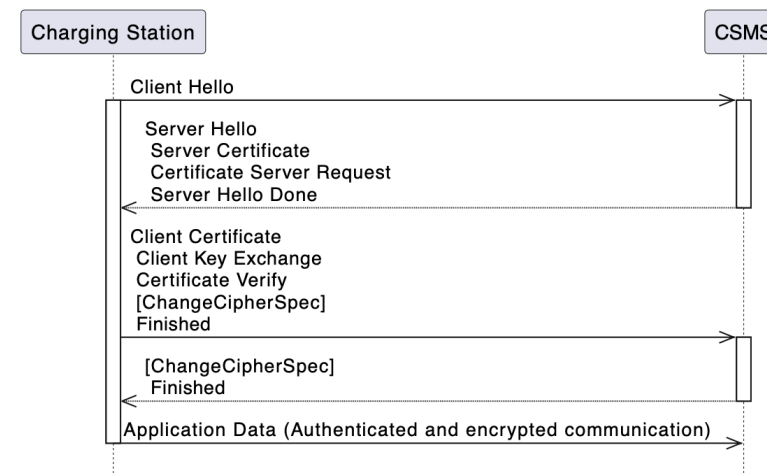 Charging Station
CSMS
Client Hello
Server Hello
Server Certificate
Certificate Server Request
Server Hello Done
Client Certificate
Client Key Exchange
Certificate Verify
[ChangeCipherSpec]
Finished
[ChangeCipherSpec]
Finished
Application Data (Authenticated and encrypted communication)